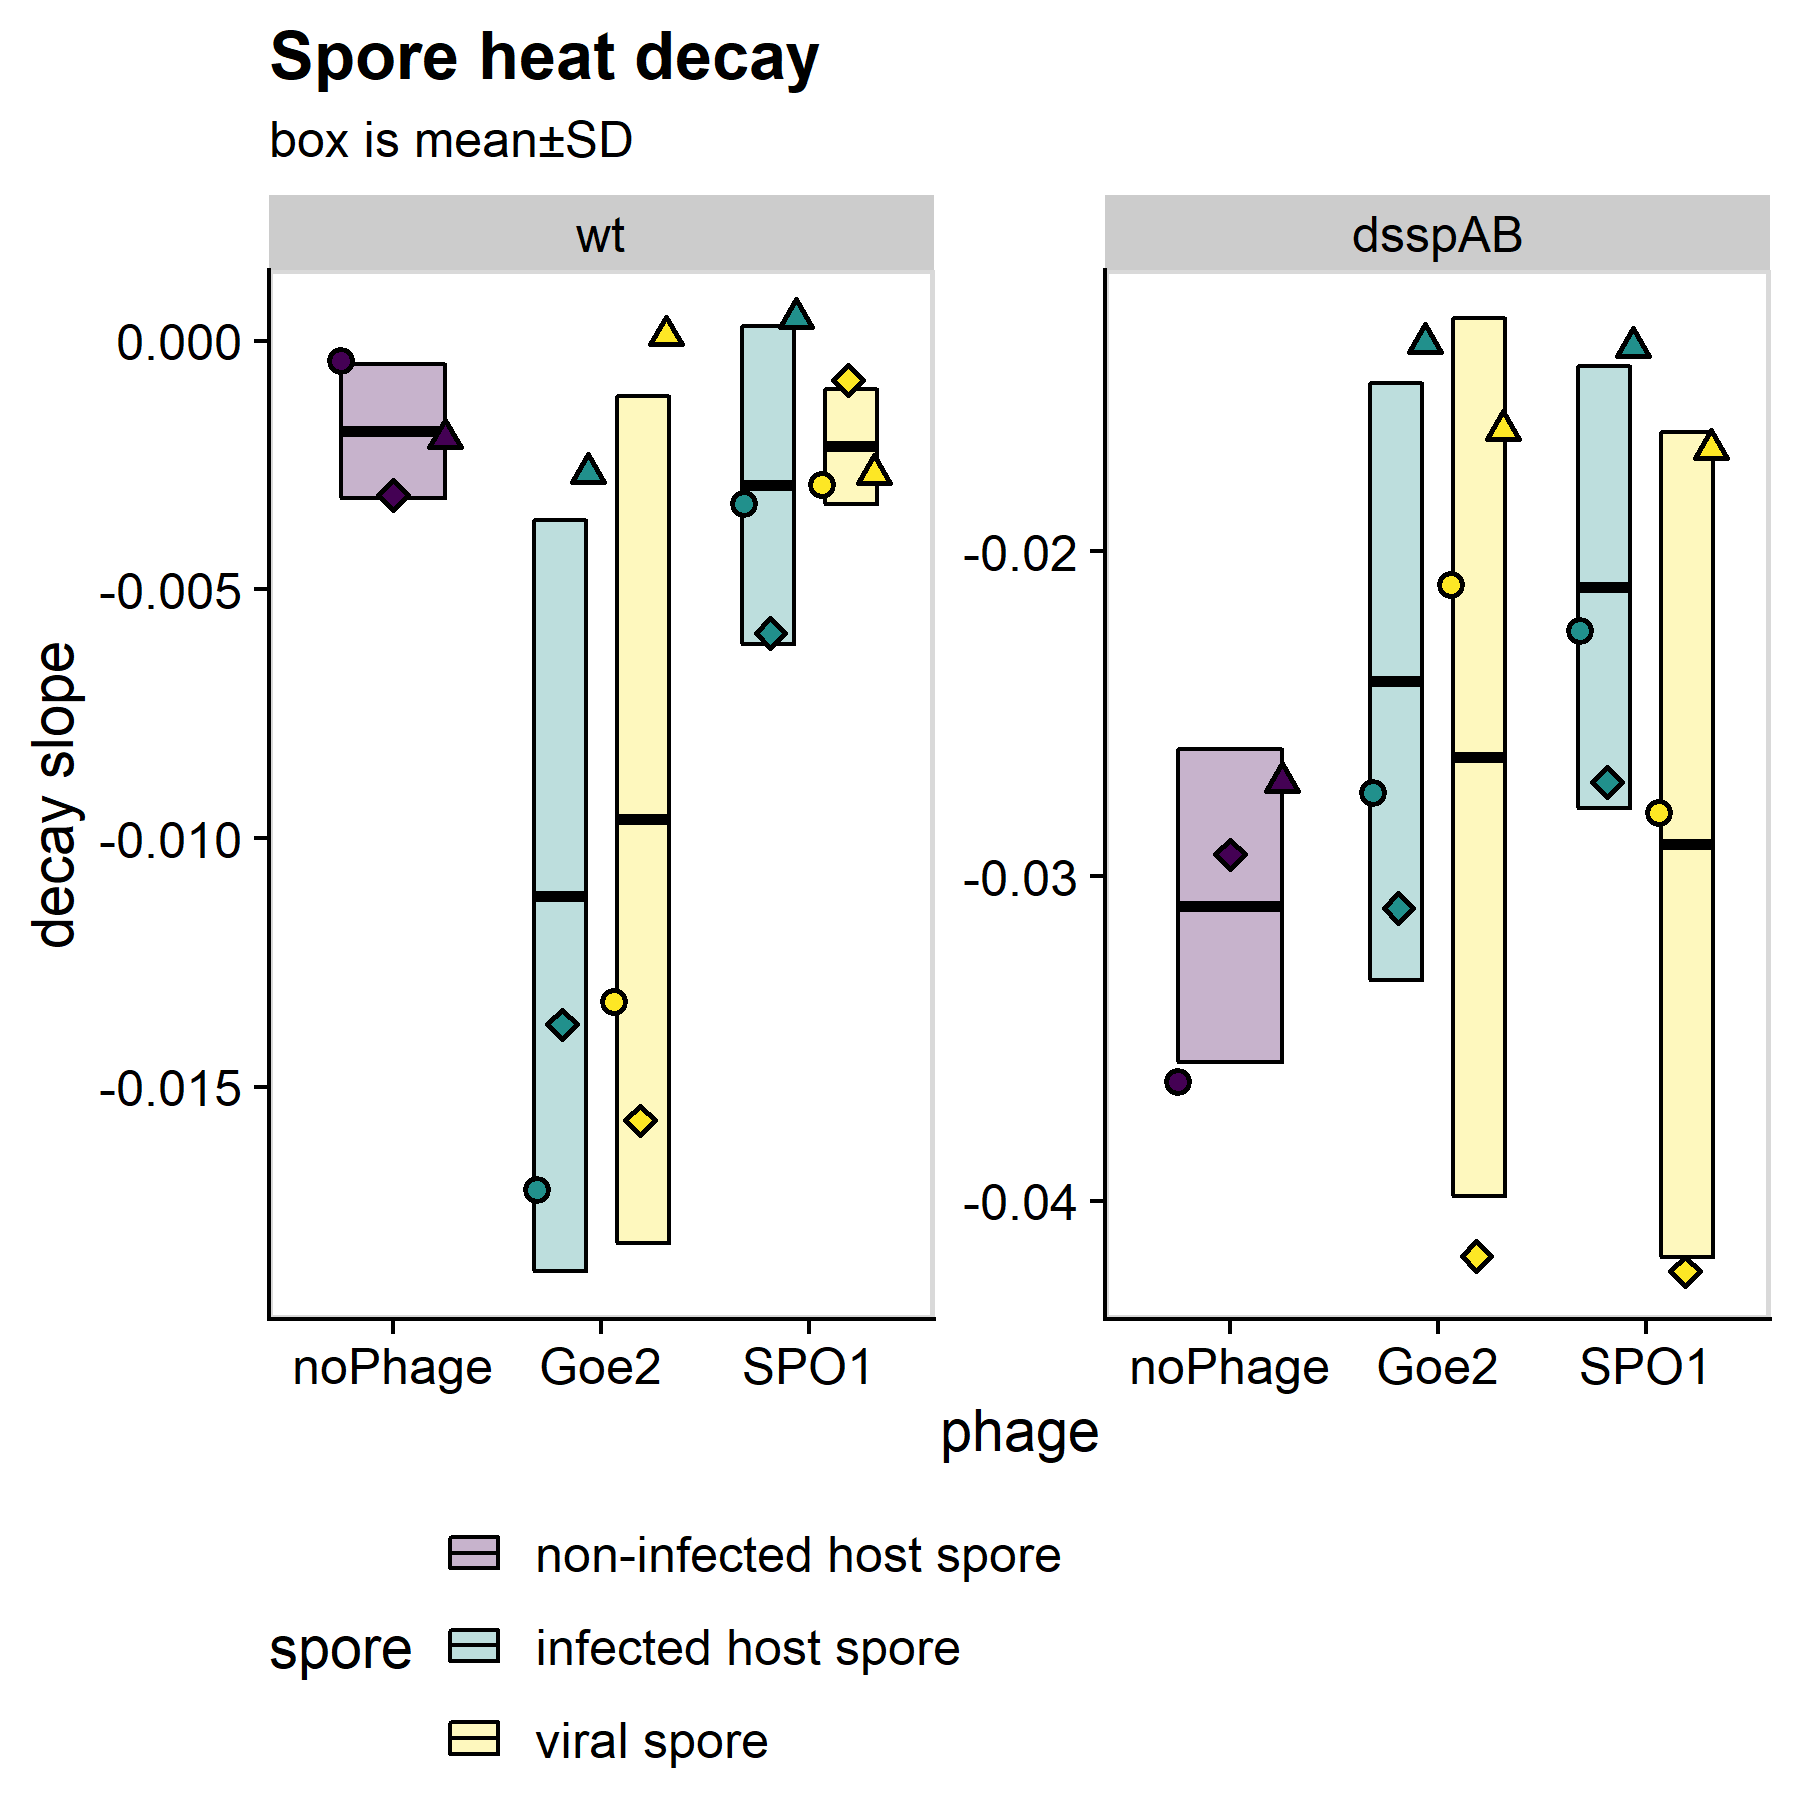 Spore heat decay
box is mean±SD
wt
dsspAB
decay slope
0.000
-0.005
-0.010
-0.015
-0.02
-0.03
-0.04
noPhage Goe2 SPO1
noPhage Goe2 SPO1
phage
spore
non-infected host spore
infected host spore
viral spore